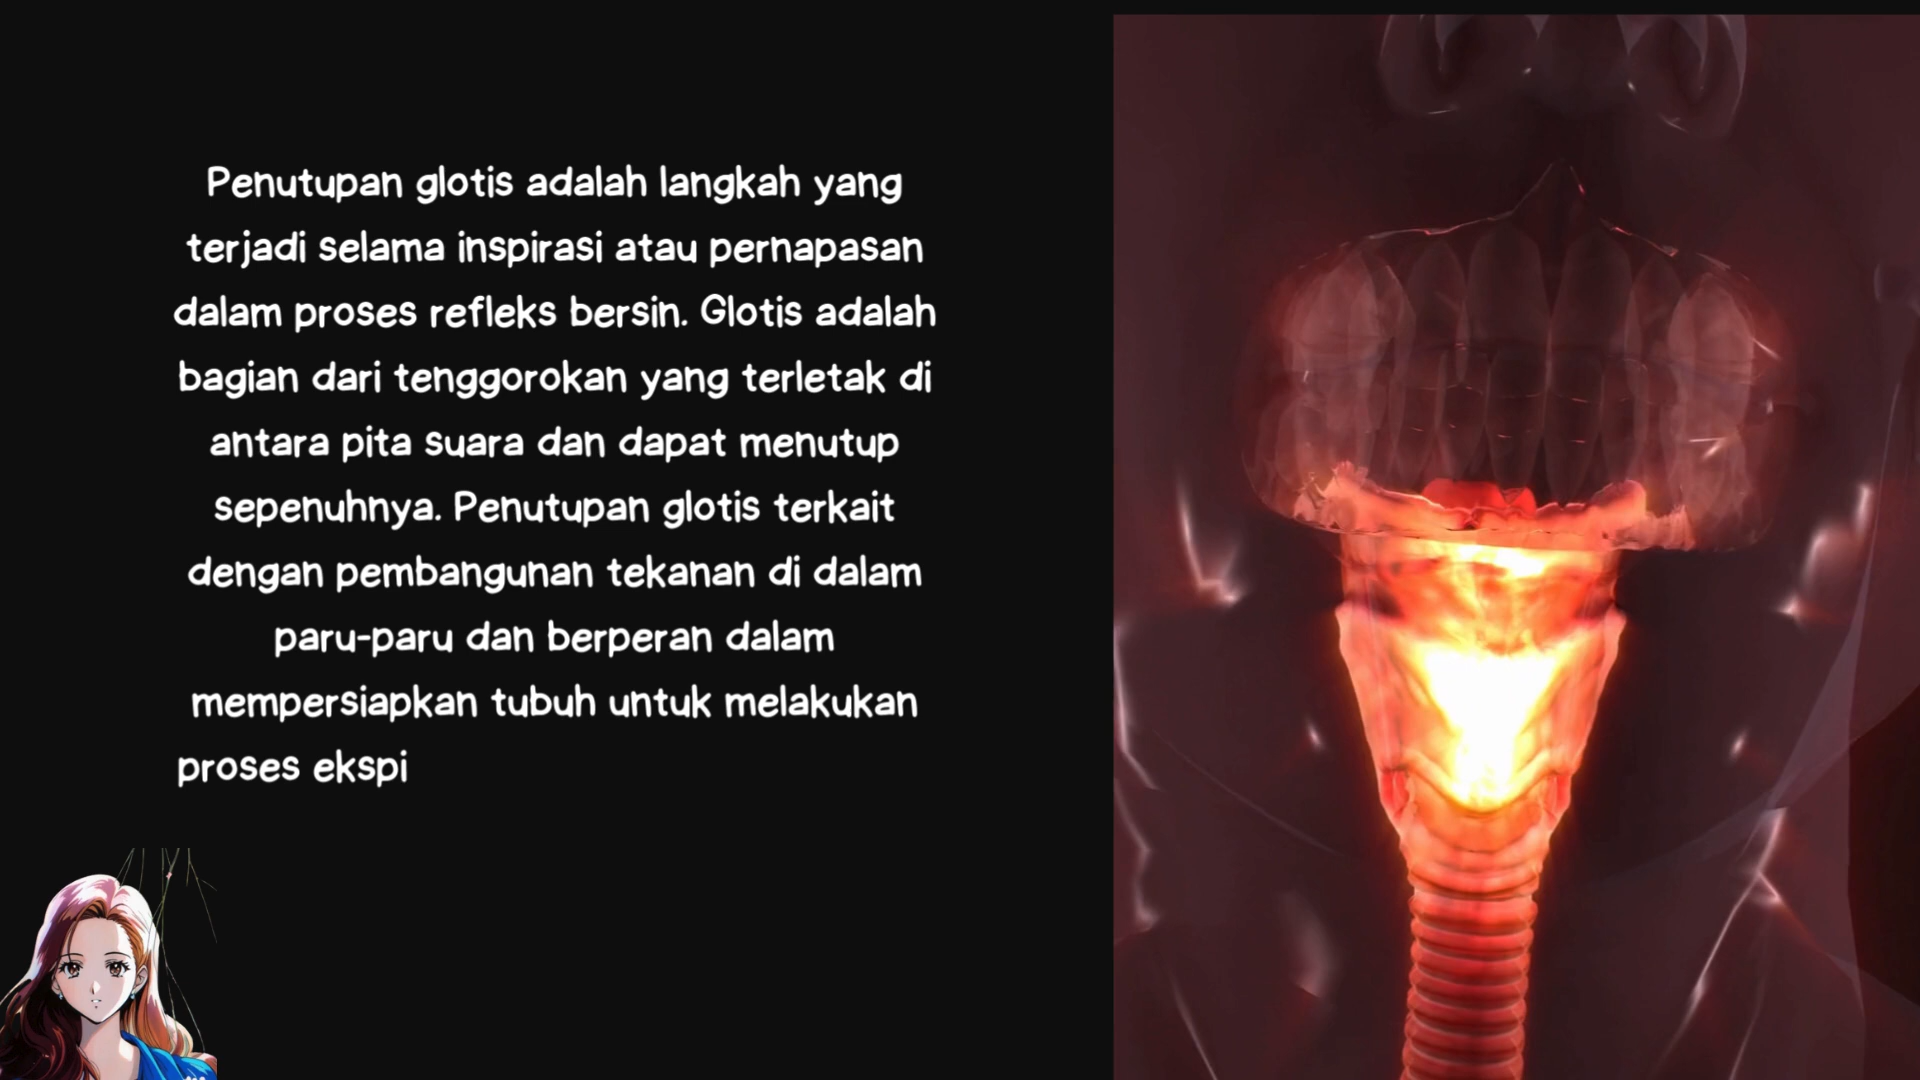 Penutupan glotis adalah langkah yang
terjadi selama inspirasi atau pernapasan
dalam proses refleks bersin. Glotis adalah
bagian dari tenggorokan yang terletak di
antara pita suara dan dapat menutup
sepenuhnya. Penutupan glotis terkait
dengan pembangunan tekanan di dalam
paru-paru dan berperan dalam
mempersiapkan tubuh untuk melakukan
proses ekspi